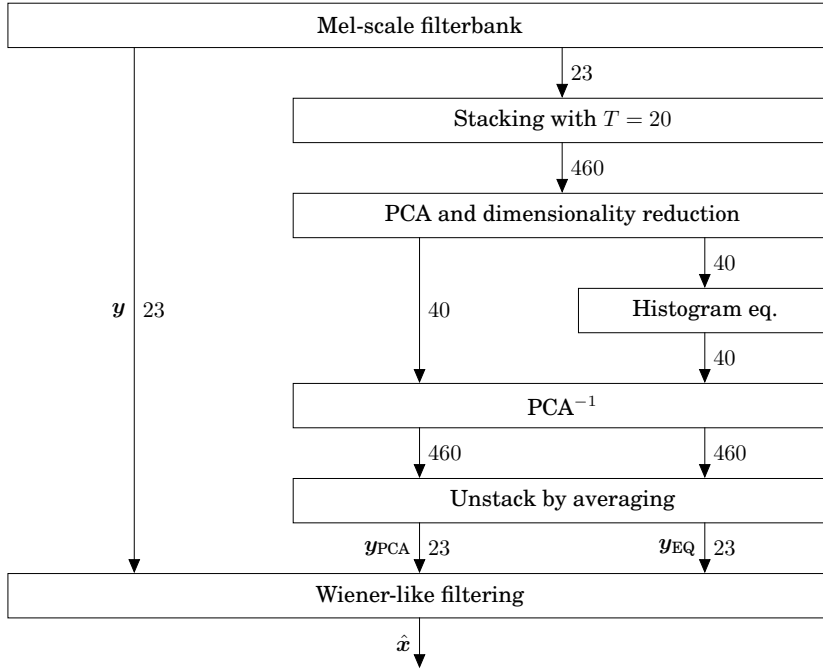 Mel-scale filterbank
23
Stacking with T = 20
460
PCA and dimensionality reduction
40
y 23
40
Histogram eq.
40
PCA⁻¹
460 460
Unstack by averaging
y_PCA 23 y_EQ 23
Wiener-like filtering
x̂